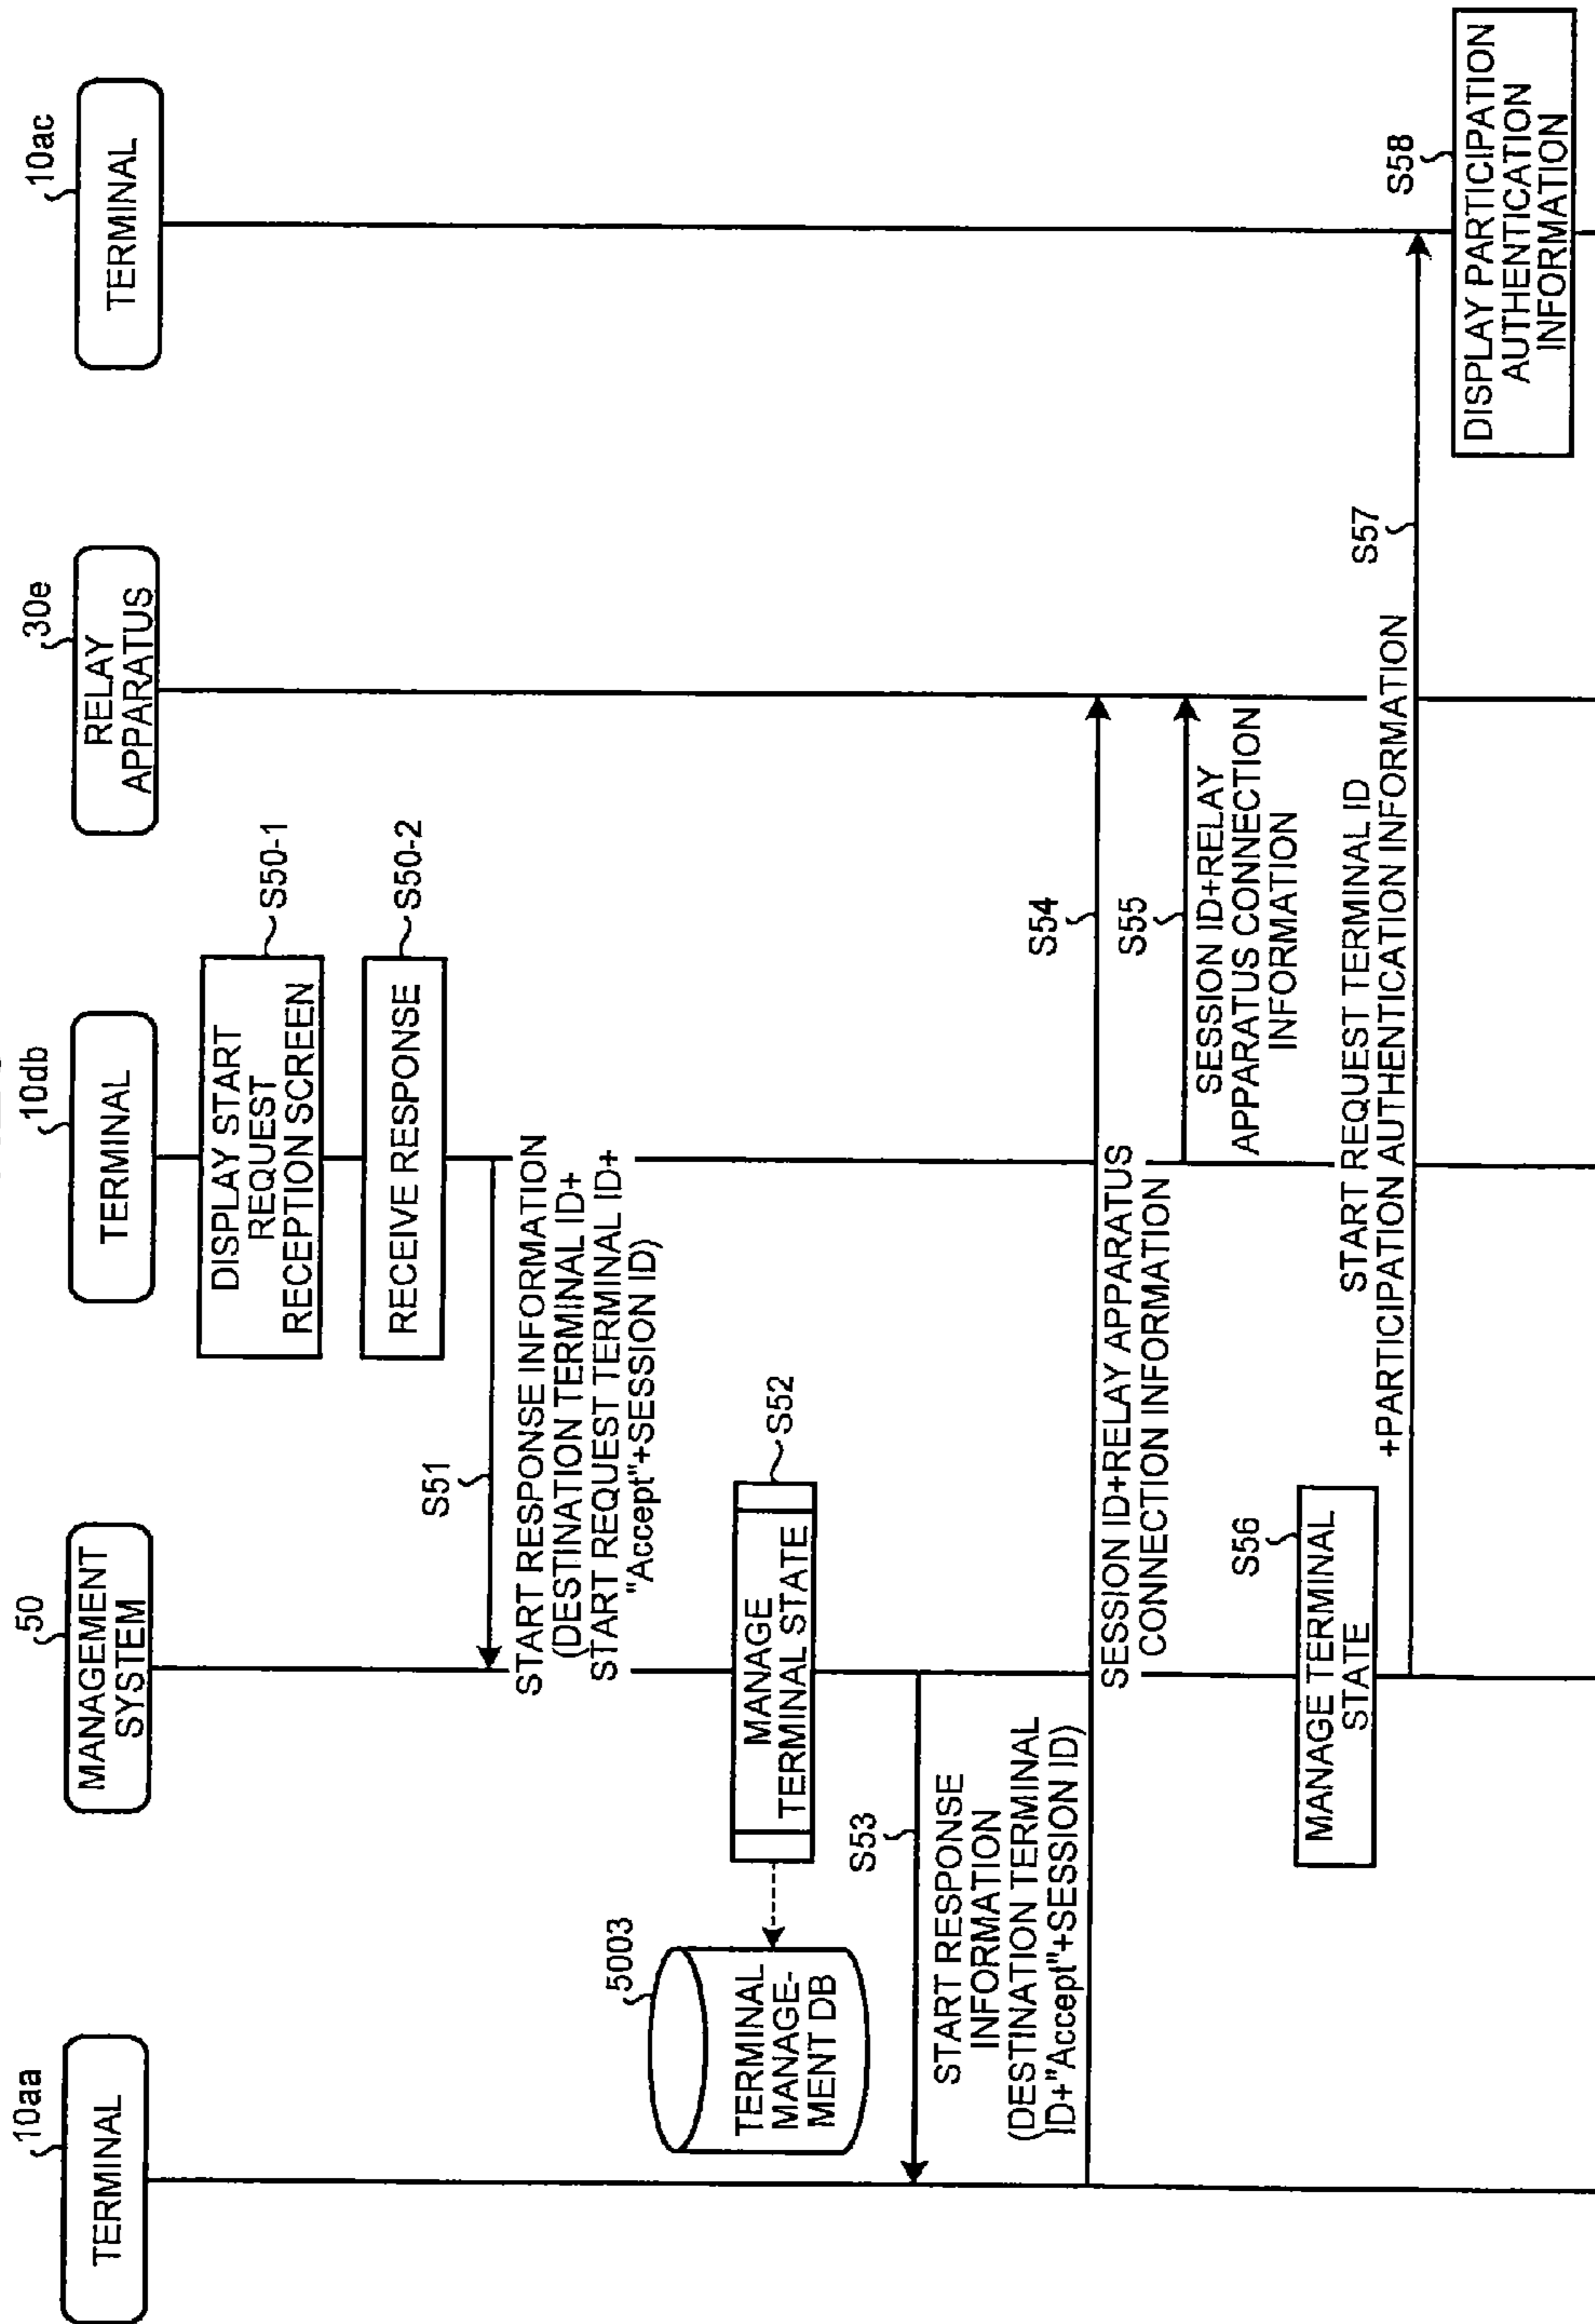 10aa
TERMINAL
50
MANAGEMENT
SYSTEM
10db
TERMINAL
30e
RELAY
APPARATUS
10ac
TERMINAL
DISPLAY START
REQUEST
RECEPTION SCREEN
S50-1
RECEIVE RESPONSE
S50-2
S51
START RESPONSE INFORMATION
(DESTINATION TERMINAL ID+
START REQUEST TERMINAL ID+
"Accept"+SESSION ID)
5003
TERMINAL
MANAGE-
MENT DB
MANAGE
TERMINAL STATE
S52
S53
START RESPONSE
INFORMATION
(DESTINATION TERMINAL
ID+"Accept"+SESSION ID)
S54
SESSION ID+RELAY APPARATUS
CONNECTION INFORMATION
S55
SESSION ID+RELAY
APPARATUS CONNECTION
INFORMATION
S56
MANAGE TERMINAL
STATE
START REQUEST TERMINAL ID
+PARTICIPATION AUTHENTICATION INFORMATION
S57
S58
DISPLAY PARTICIPATION
AUTHENTICATION
INFORMATION